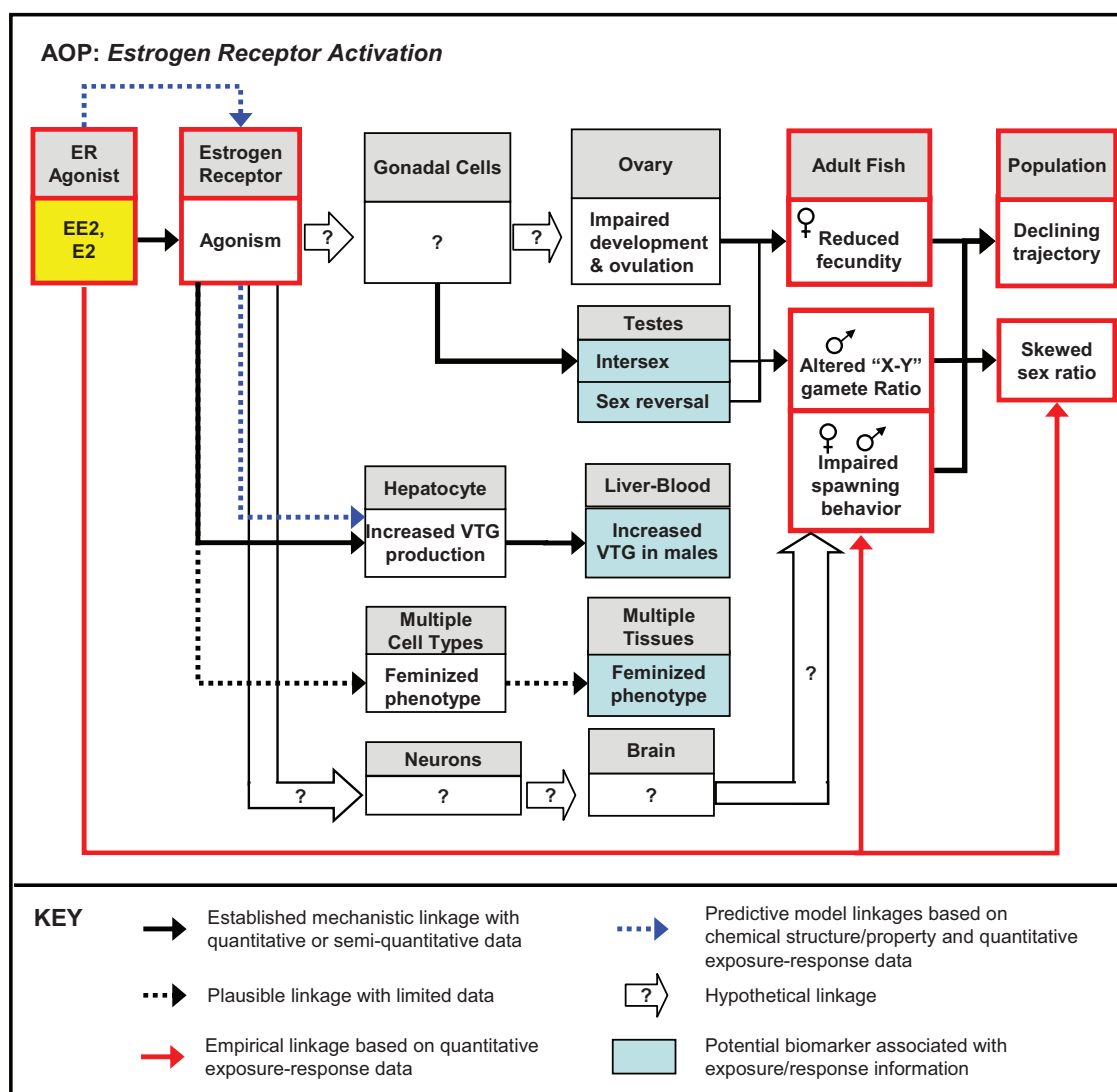 AOP: Estrogen Receptor Activation
ER
Agonist
EE2,
E2
Estrogen
Receptor
Agonism
?
Gonadal Cells
?
?
Ovary
Impaired
development
& ovulation
Adult Fish
Reduced
fecundity
Population
Declining
trajectory
Testes
Intersex
Sex reversal
Altered “X-Y”
gamete Ratio
Impaired
spawning
behavior
Skewed
sex ratio
Hepatocyte
Increased VTG
production
Liver-Blood
Increased
VTG in males
Multiple
Cell Types
Feminized
phenotype
Multiple
Tissues
Feminized
phenotype
?
Neurons
?
?
?
Brain
?
KEY
Established mechanistic linkage with
quantitative or semi-quantitative data
Plausible linkage with limited data
Empirical linkage based on quantitative
exposure-response data
Predictive model linkages based on
chemical structure/property and quantitative
exposure-response data
?
Hypothetical linkage
Potential biomarker associated with
exposure/response information